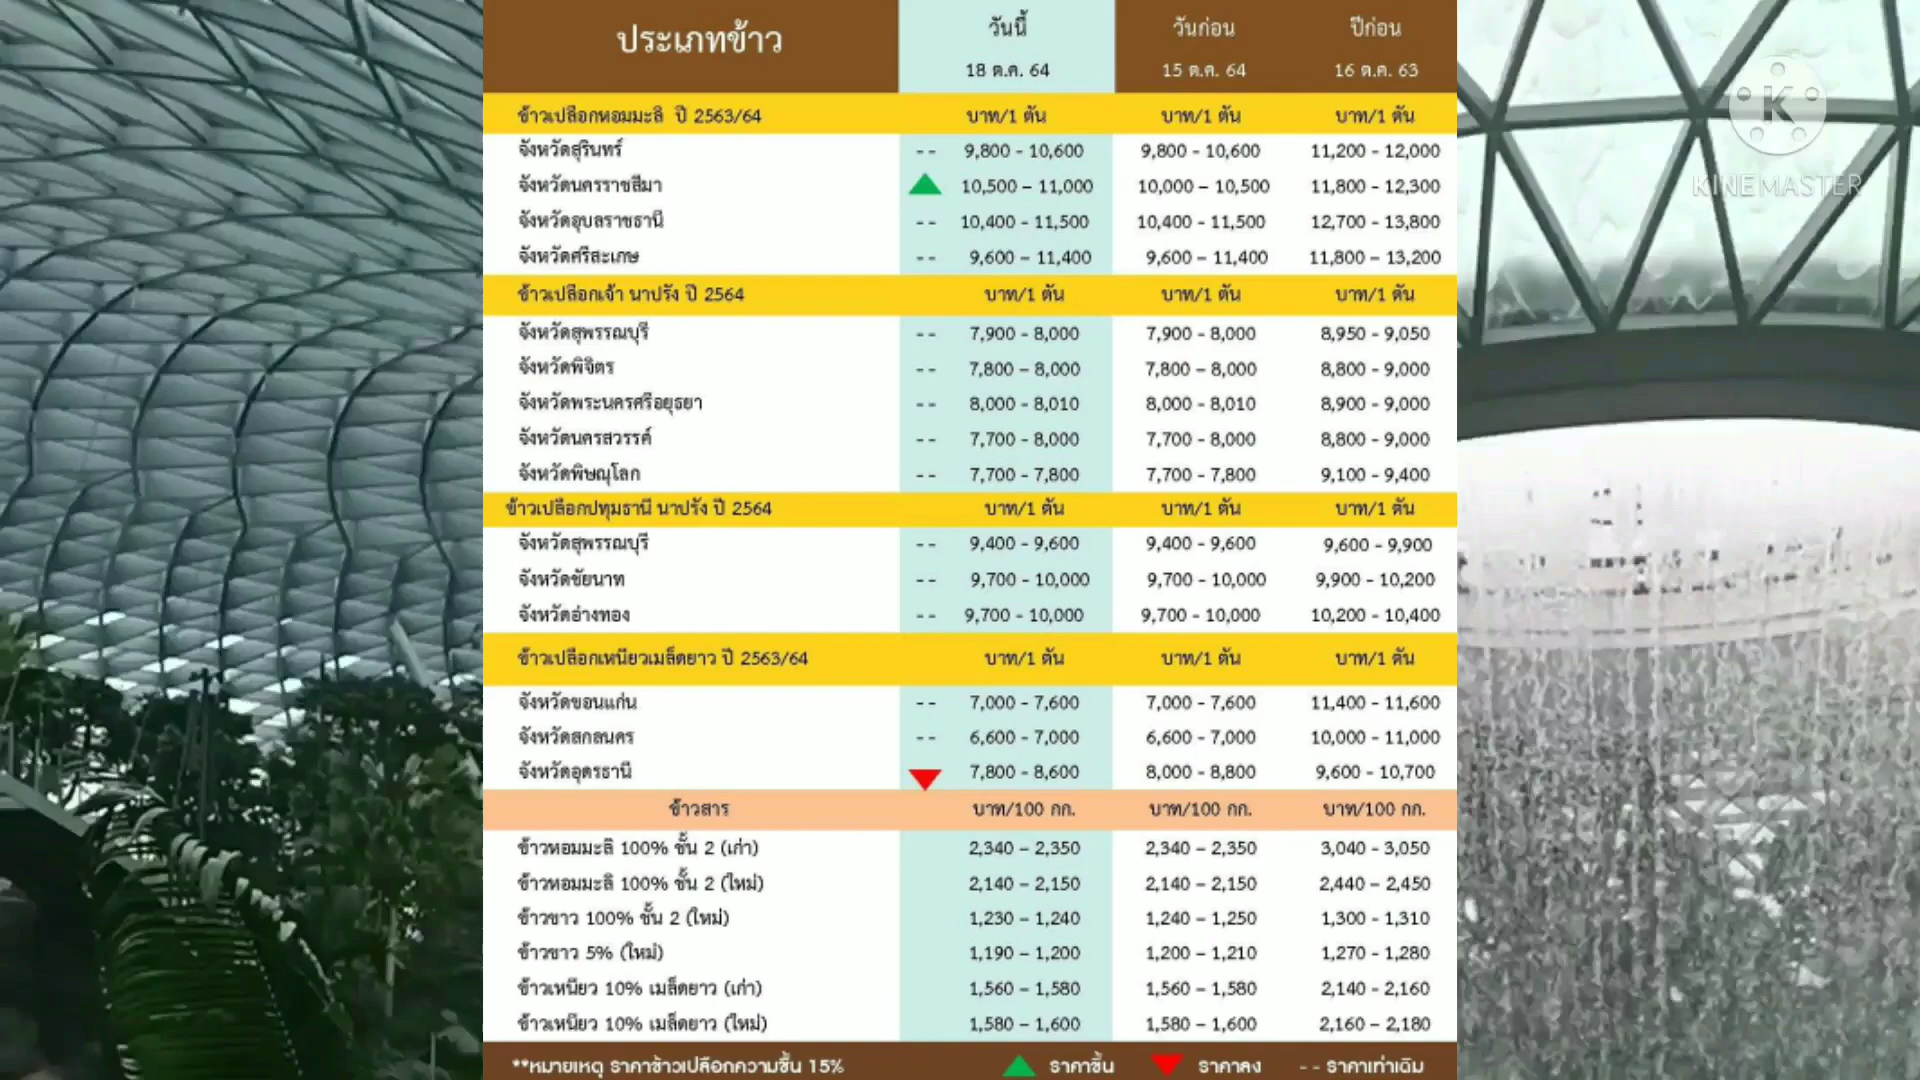 ประเภทข้าว วันนี้ วันก่อน ปีก่อน
18 ต.ค. 64 15 ต.ค. 64 16 ต.ค. 63
ข้าวเปลือกหอมมะลิ ปี 2563/64 บาท/1 ตัน บาท/1 ตัน บาท/1 ตัน
จังหวัดสุรินทร์ -- 9,800 - 10,600 9,800 - 10,600 11,200 - 12,000
จังหวัดนครราชสีมา 10,500 – 11,000 10,000 – 10,500 11,800 - 12,300
จังหวัดอุบลราชธานี -- 10,400 - 11,500 10,400 - 11,500 12,700 - 13,800
จังหวัดศรีสะเกษ -- 9,600 – 11,400 9,600 – 11,400 11,800 – 13,200
ข้าวเปลือกเจ้า นาปรัง ปี 2564 บาท/1 ตัน บาท/1 ตัน บาท/1 ตัน
จังหวัดสุพรรณบุรี -- 7,900 - 8,000 7,900 - 8,000 8,950 - 9,050
จังหวัดพิจิตร -- 7,800 – 8,000 7,800 – 8,000 8,800 - 9,000
จังหวัดพระนครศรีอยุธยา -- 8,000 - 8,010 8,000 - 8,010 8,900 - 9,000
จังหวัดนครสวรรค์ -- 7,700 - 8,000 7,700 - 8,000 8,800 - 9,000
จังหวัดพิษณุโลก -- 7,700 - 7,800 7,700 - 7,800 9,100 - 9,400
ข้าวเปลือกปทุมธานี นาปรัง ปี 2564 บาท/1 ตัน บาท/1 ตัน บาท/1 ตัน
จังหวัดสุพรรณบุรี -- 9,400 - 9,600 9,400 - 9,600 9,600 - 9,900
จังหวัดชัยนาท -- 9,700 - 10,000 9,700 - 10,000 9,900 - 10,200
จังหวัดอ่างทอง -- 9,700 - 10,000 9,700 - 10,000 10,200 - 10,400
ข้าวเปลือกเหนียวเมล็ดยาว ปี 2563/64 บาท/1 ตัน บาท/1 ตัน บาท/1 ตัน
จังหวัดขอนแก่น -- 7,000 - 7,600 7,000 - 7,600 11,400 - 11,600
จังหวัดสกลนคร -- 6,600 - 7,000 6,600 - 7,000 10,000 - 11,000
จังหวัดอุดรธานี 7,800 - 8,600 8,000 - 8,800 9,600 - 10,700
ข้าวสาร บาท/100 กก. บาท/100 กก. บาท/100 กก.
ข้าวหอมมะลิ 100% ชั้น 2 (เก่า) 2,340 – 2,350 2,340 – 2,350 3,040 - 3,050
ข้าวหอมมะลิ 100% ชั้น 2 (ใหม่) 2,140 – 2,150 2,140 – 2,150 2,440 - 2,450
ข้าวขาว 100% ชั้น 2 (ใหม่) 1,230 – 1,240 1,240 – 1,250 1,300 - 1,310
ข้าวขาว 5% (ใหม่) 1,190 – 1,200 1,200 – 1,210 1,270 - 1,280
ข้าวเหนียว 10% เมล็ดยาว (เก่า) 1,560 – 1,580 1,560 – 1,580 2,140 - 2,160
ข้าวเหนียว 10% เมล็ดยาว (ใหม่) 1,580 – 1,600 1,580 – 1,600 2,160 – 2,180
**หมายเหตุ ราคาข้าวเปลือกความชื้น 15% ราคาขึ้น ราคาลง -- ราคาเท่าเดิม
K
KINEMASTER